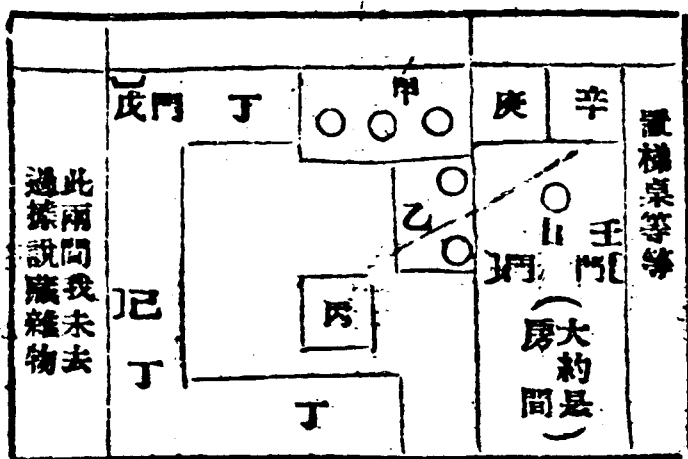 置梯桌等等
辛
庚
壬門
門
(大約是
房間)
甲
乙
丙
丁
門戊
己
丁
丁
此兩間我未去
過據說藏雜物